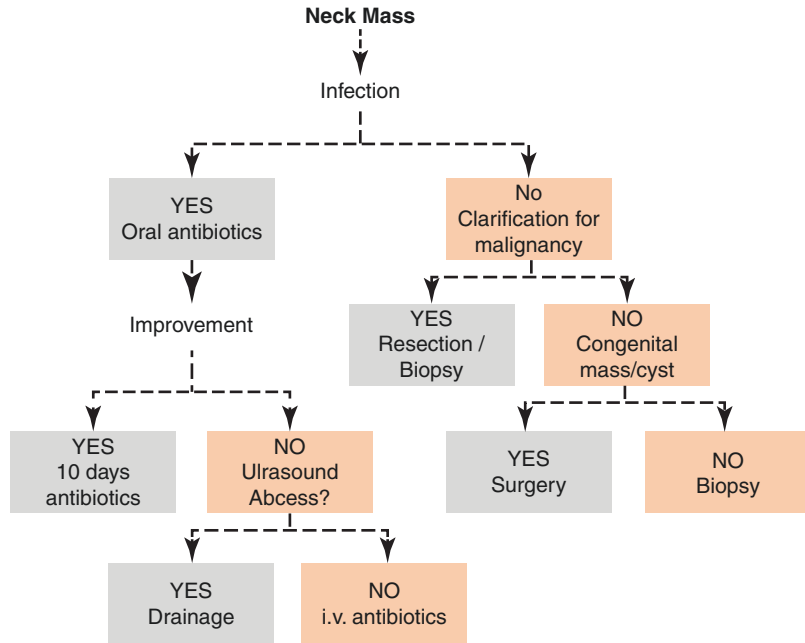 Neck Mass
Infection
YES
Oral antibiotics
No
Clarification for
malignancy
Improvement
YES
Resection /
Biopsy
NO
Congenital
mass/cyst
YES
10 days
antibiotics
NO
Ulrasound
Abcess?
YES
Surgery
NO
Biopsy
YES
Drainage
NO
i.v. antibiotics